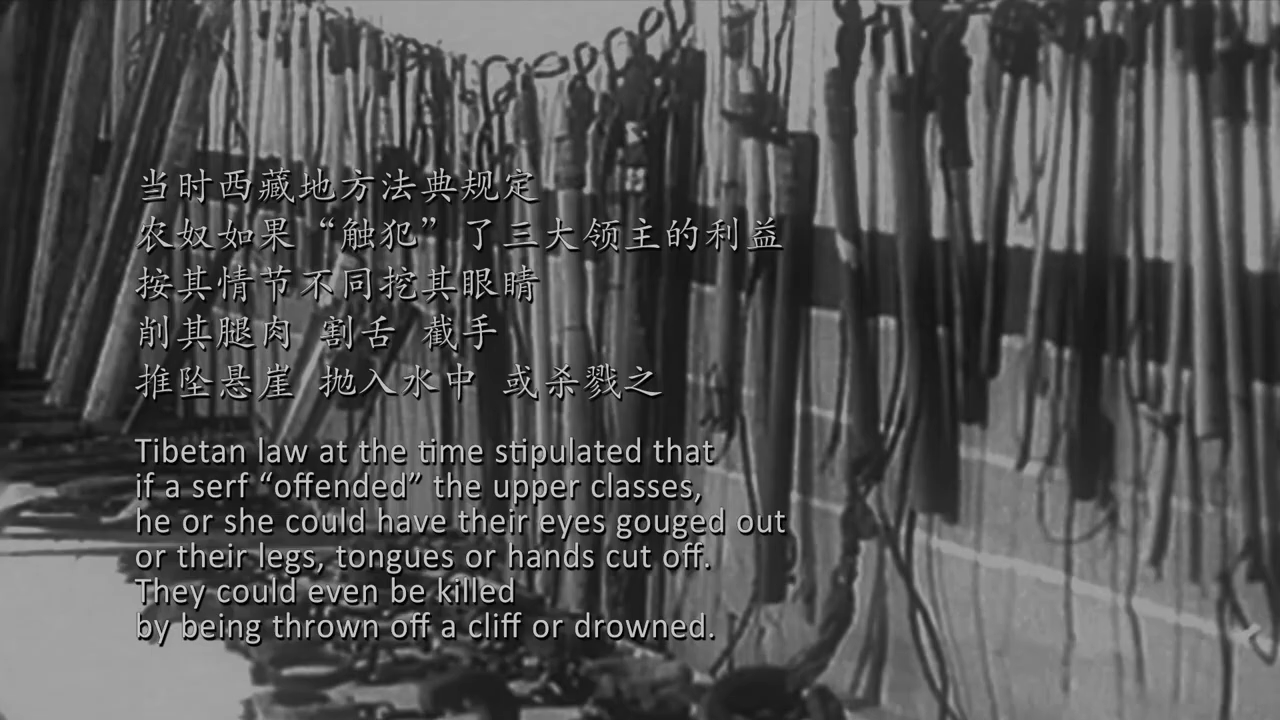 当时西藏地方法典规定
农奴如果“触犯”了三大领主的利益
按其情节不同挖其眼睛
削其腿肉 割舌 截手
推坠悬崖 抛入水中 或杀戮之
Tibetan law at the time stipulated that
if a serf “offended” the upper classes,
he or she could have their eyes gouged out
or their legs, tongues or hands cut off.
They could even be killed
by being thrown off a cliff or drowned.